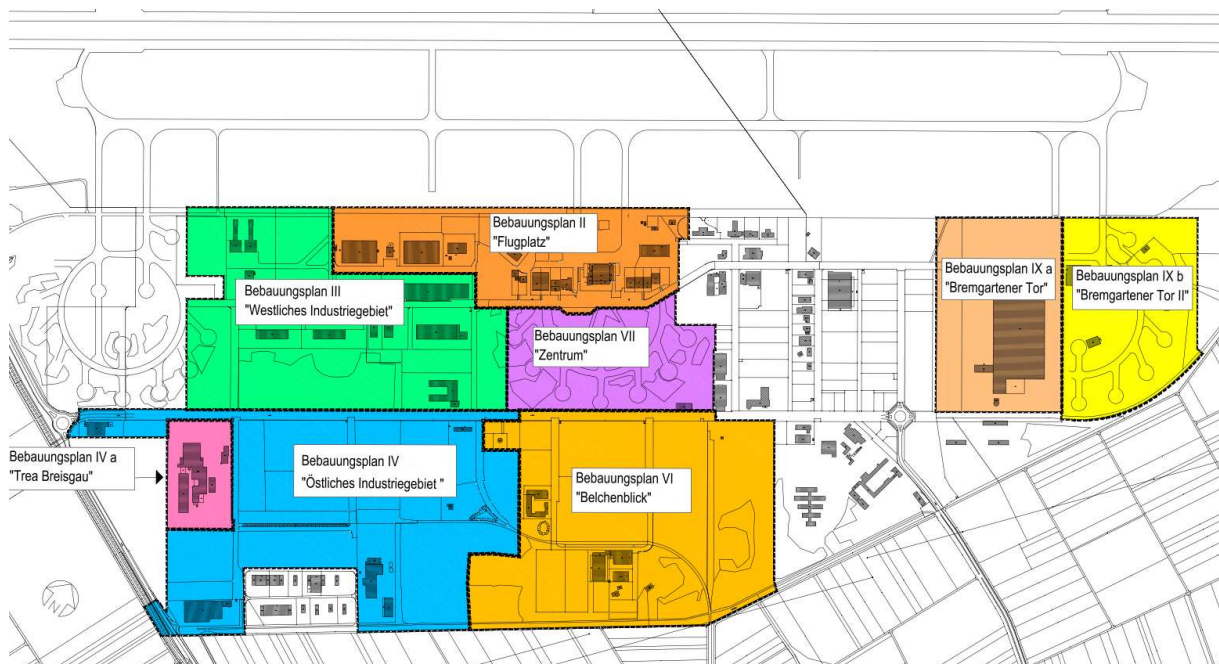 Bebauungsplan II
"Flugplatz"
Bebauungsplan III
"Westliches Industriegebiet"
Bebauungsplan VII
"Zentrum"
Bebauungsplan IX a
"Bremgartener Tor"
Bebauungsplan IX b
"Bremgartener Tor II"
Bebauungsplan IV a
"Trea Breisgau"
Bebauungsplan IV
"Östliches Industriegebiet "
Bebauungsplan VI
"Belchenblick"
N